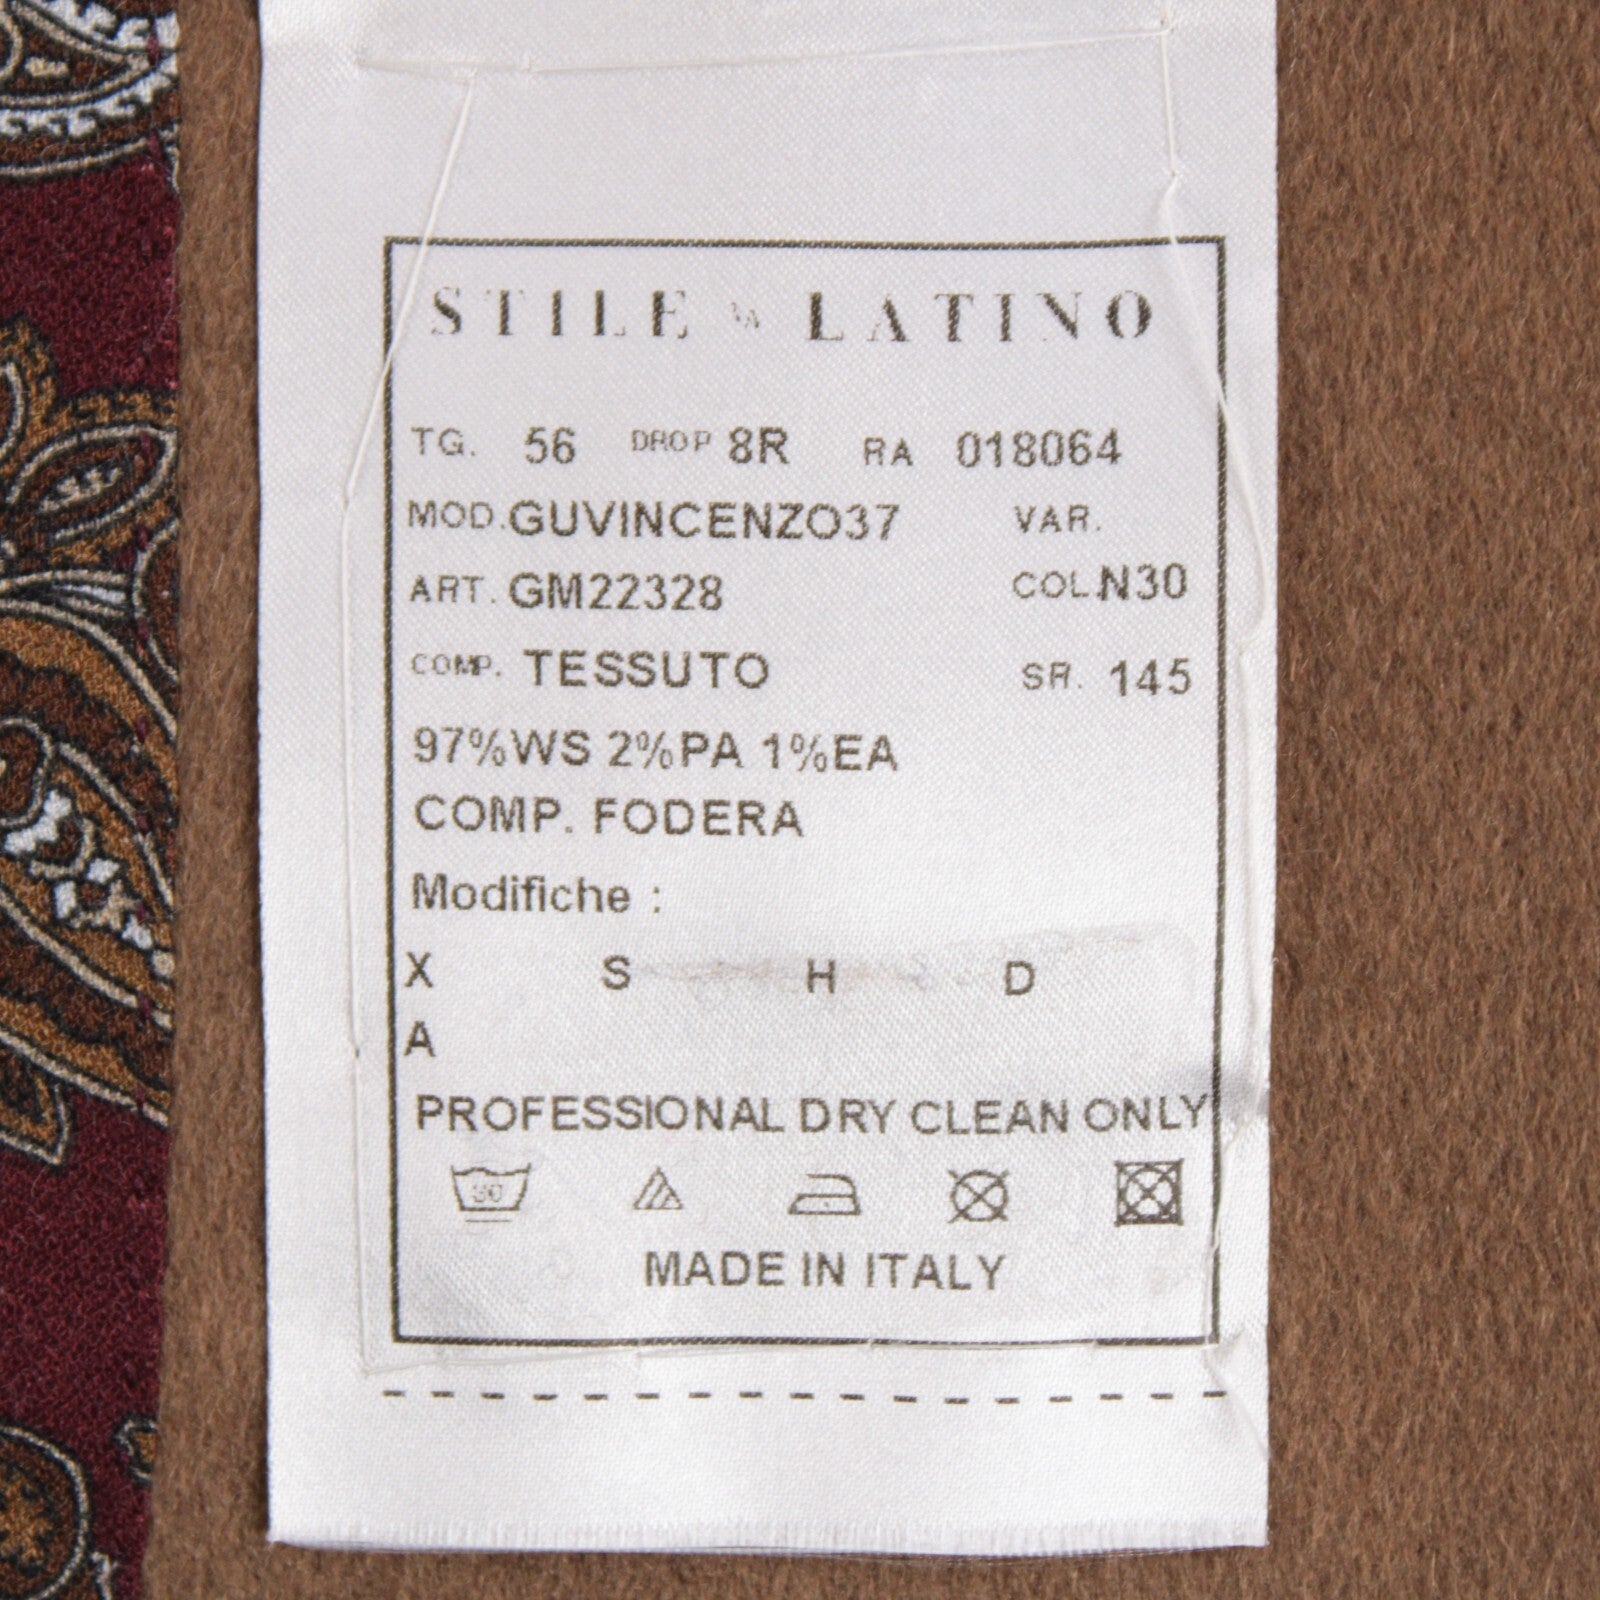 STILE LATINO
TG. 56 DROP 8R RA 018064
MOD. GUVINCENZO37 VAR.
ART. GM22328 COL. N30
COMP. TESSUTO SR. 145
97%WS 2%PA 1%EA
COMP. FODERA
Modifiche :
X S H D
A
PROFESSIONAL DRY CLEAN ONLY
30
MADE IN ITALY